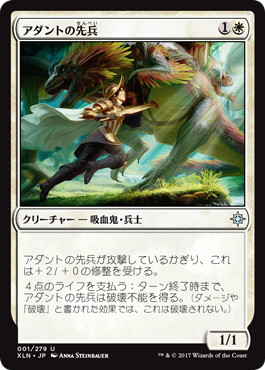 アダントの先兵
せんぺい
1
クリーチャー — 吸血鬼・兵士
アダントの先兵が攻撃しているかぎり、これ
は+2/+0の修整を受ける。
4点のライフを支払う:ターン終了時まで、
アダントの先兵は破壊不能を得る。(ダメージや
「破壊」と書かれた効果では、これは破壊されない。)
1/1
001/279 U
XLN • JP ANNA STEINBAUER
™ & © 2017 Wizards of the Coast